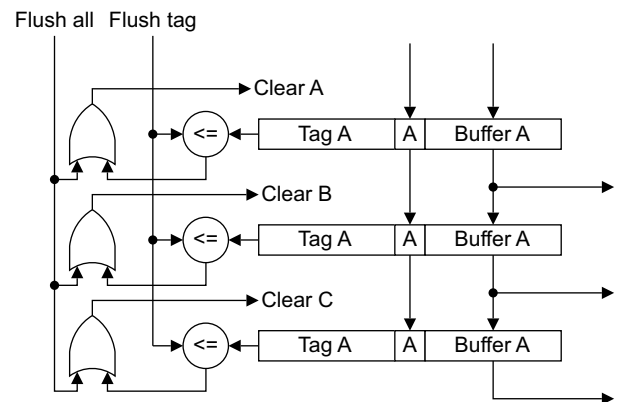 Flush all Flush tag
Clear A
<= Tag A A Buffer A
Clear B
<= Tag A A Buffer A
Clear C
<= Tag A A Buffer A